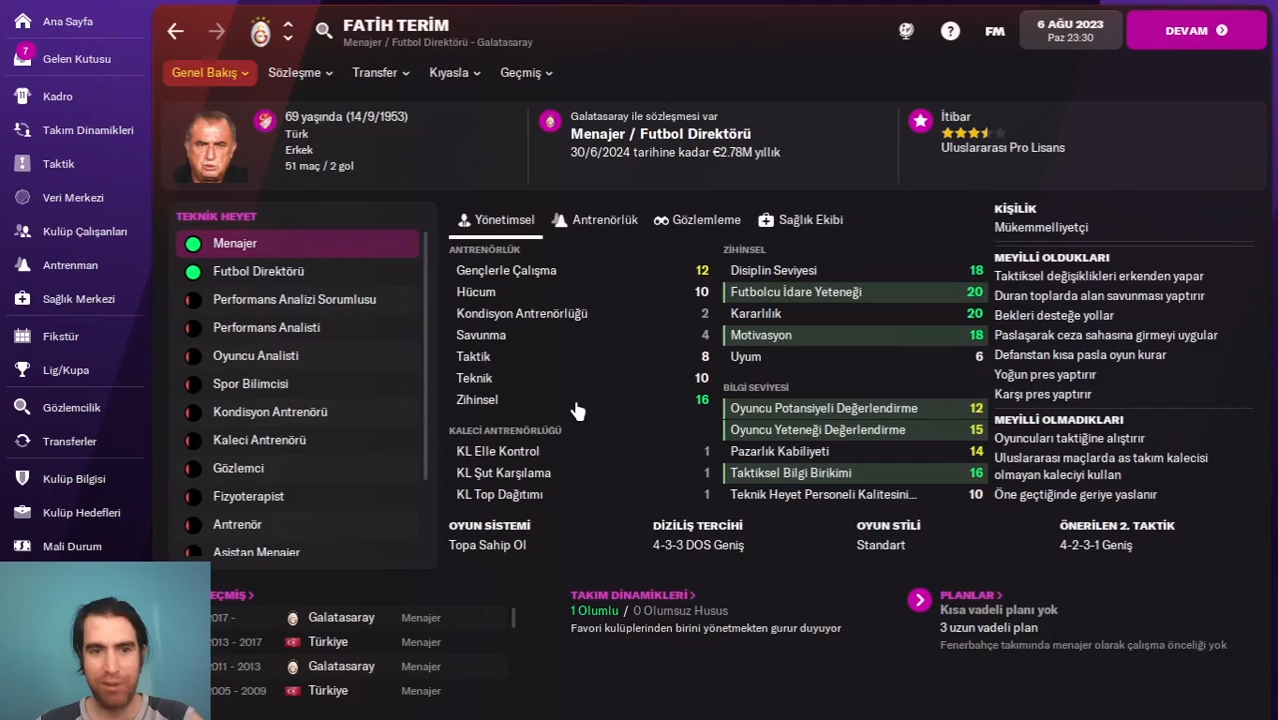 Ana Sayfa
7
Gelen Kutusu
Kadro
Takım Dinamikleri
Taktik
Veri Merkezi
Kulüp Çalışanları
Antrenman
Sağlık Merkezi
Fikstür
Lig/Kupa
Gözlemcilik
Transferler
Kulüp Bilgisi
Kulüp Hedefleri
Mali Durum
FATİH TERİM
Menajer / Futbol Direktörü - Galatasaray
?
FM
6 AĞU 2023
Paz 23:30
DEVAM
Genel Bakış
Sözleşme
Transfer
Kıyasla
Geçmiş
69 yaşında (14/9/1953)
Türk
Erkek
51 maç / 2 gol
Galatasaray ile sözleşmesi var
Menajer / Futbol Direktörü
30/6/2024 tarihine kadar €2.78M yıllık
İtibar
Uluslararası Pro Lisans
TEKNİK HEYET
Menajer
Futbol Direktörü
Performans Analizi Sorumlusu
Performans Analisti
Oyuncu Analisti
Spor Bilimcisi
Kondisyon Antrenörü
Kaleci Antrenörü
Gözlemci
Fizyoterapist
Antrenör
Asistan Menajer
Yönetimsel
Antrenörlük
Gözlemleme
Sağlık Ekibi
ANTRENÖRLÜK
Gençlerle Çalışma 12
Hücum 10
Kondisyon Antrenörlüğü 2
Savunma 4
Taktik 8
Teknik 10
Zihinsel 16
KALECİ ANTRENÖRLÜĞÜ
KL Elle Kontrol 1
KL Şut Karşılama 1
KL Top Dağıtımı 1
ZİHİNSEL
Disiplin Seviyesi 18
Futbolcu İdare Yeteneği 20
Kararlılık 20
Motivasyon 18
Uyum 6
BİLGİ SEVİYESİ
Oyuncu Potansiyeli Değerlendirme 12
Oyuncu Yeteneği Değerlendirme 15
Pazarlık Kabiliyeti 14
Taktiksel Bilgi Birikimi 16
Teknik Heyet Personeli Kalitesini... 10
KİŞİLİK
Mükemmelliyetçi
MEYİLLİ OLDUKLARI
Taktiksel değişiklikleri erkenden yapar
Duran toplarda alan savunması yaptırır
Bekleri desteğe yollar
Paslaşarak ceza sahasına girmeyi uygular
Defanstan kısa pasla oyun kurar
Yoğun pres yaptırır
Karşı pres yaptırır
MEYİLLİ OLMADIKLARI
Oyuncuları taktiğine alıştırır
Uluslararası maçlarda as takım kalecisi
olmayan kaleciyi kullan
Öne geçtiğinde geriye yaslanır
OYUN SİSTEMİ
Topa Sahip Ol
DİZİLİŞ TERCİHİ
4-3-3 DOS Geniş
OYUN STİLİ
Standart
ÖNERİLEN 2. TAKTİK
4-2-3-1 Geniş
EÇMİŞ >
2017 - Galatasaray Menajer
2013 - 2017 Türkiye Menajer
2011 - 2013 Galatasaray Menajer
2005 - 2009 Türkiye Menajer
TAKIM DİNAMİKLERİ >
1 Olumlu / 0 Olumsuz Husus
Favori kulüplerinden birini yönetmekten gurur duyuyor
PLANLAR >
Kısa vadeli planı yok
3 uzun vadeli plan
Fenerbahçe takımında menajer olarak çalışma önceliği yok